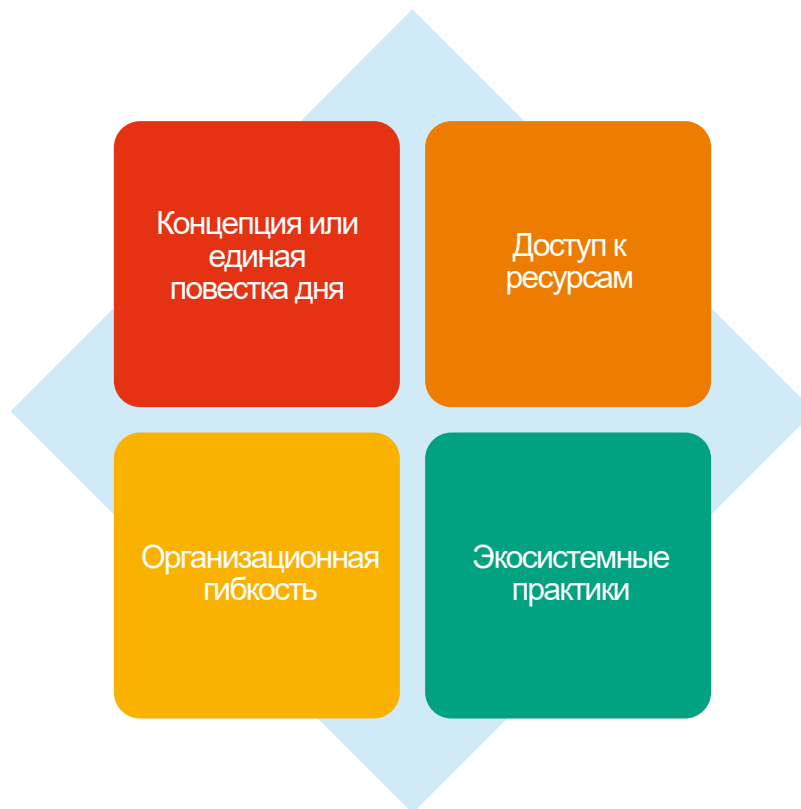 Концепция или
единая
повестка дня
Доступ к
ресурсам
Организационная
гибкость
Экосистемные
практики